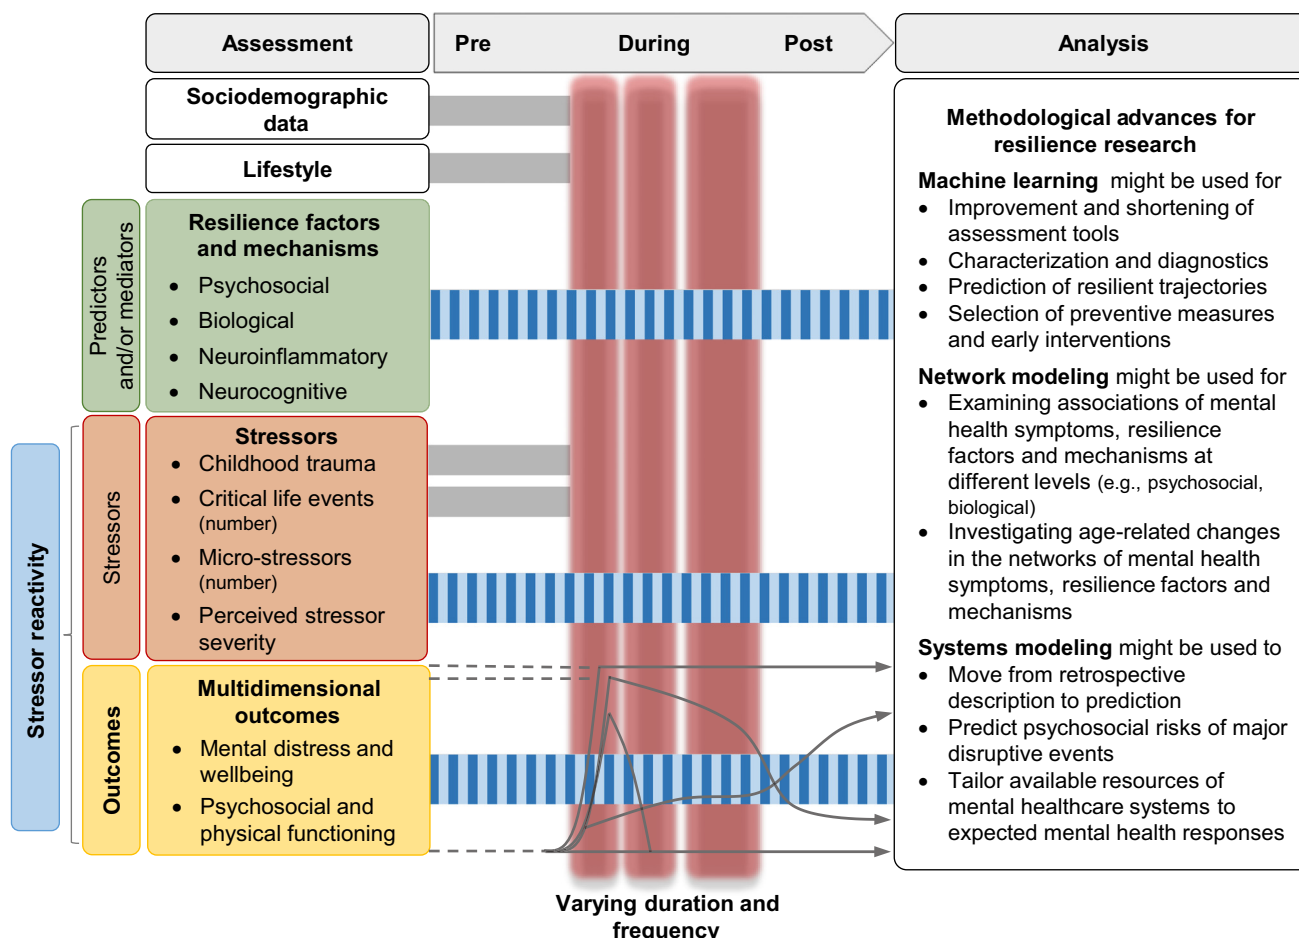 Assessment
Pre
During
Post
Analysis
Sociodemographic
data
Lifestyle
Predictors
and/or mediators
Resilience factors
and mechanisms
• Psychosocial
• Biological
• Neuroinflammatory
• Neurocognitive
Stressor reactivity
Stressors
Stressors
• Childhood trauma
• Critical life events
(number)
• Micro-stressors
(number)
• Perceived stressor
severity
Outcomes
Multidimensional
outcomes
• Mental distress and
wellbeing
• Psychosocial and
physical functioning
Varying duration and
frequency
Methodological advances for
resilience research
Machine learning might be used for
• Improvement and shortening of
assessment tools
• Characterization and diagnostics
• Prediction of resilient trajectories
• Selection of preventive measures
and early interventions
Network modeling might be used for
• Examining associations of mental
health symptoms, resilience
factors and mechanisms at
different levels (e.g., psychosocial,
biological)
• Investigating age-related changes
in the networks of mental health
symptoms, resilience factors and
mechanisms
Systems modeling might be used to
• Move from retrospective
description to prediction
• Predict psychosocial risks of major
disruptive events
• Tailor available resources of
mental healthcare systems to
expected mental health responses